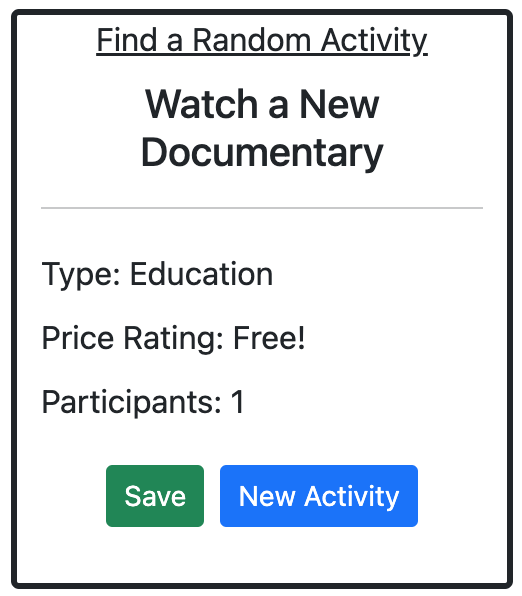 Find a Random Activity
Watch a New
Documentary
Type: Education
Price Rating: Free!
Participants: 1
Save New Activity